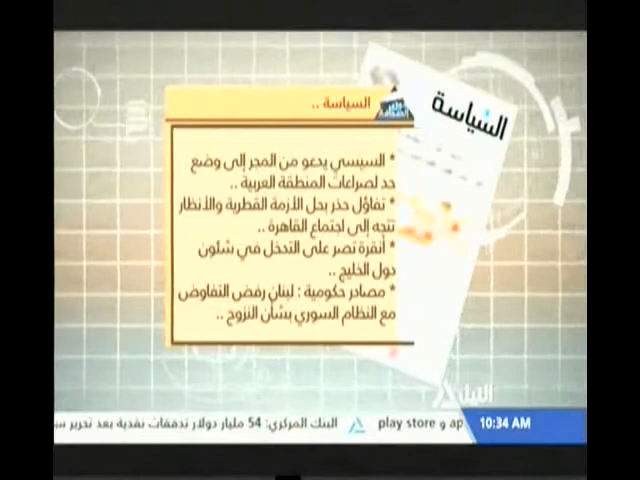 السياسة
السياسة ..
* السيسي يدعو من المجر إلى وضع
حد لصراعات المنطقة العربية ..
* تفاؤل حذر بحل الأزمة القطرية والأنظار
تتجه إلى اجتماع القاهرة ..
* أنقرة تصر على التدخل في شئون
دول الخليج ..
* مصادر حكومية : لبنان رفض التفاوض
مع النظام السوري بشأن النزوح ..
النيل
10:34 AM
play store و ap
البنك المركزي: 54 مليار دولار تدفقات نقدية بعد تحرير